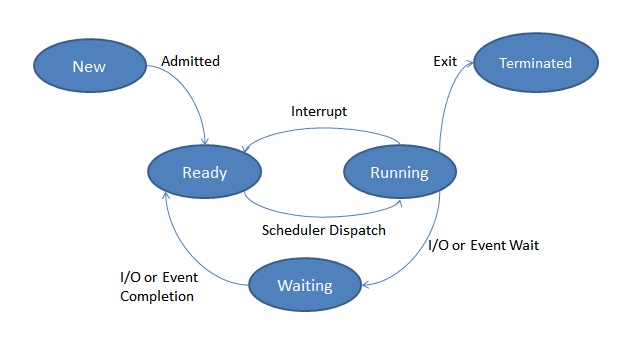 New
Admitted
Exit
Terminated
Interrupt
Ready
Running
Scheduler Dispatch
I/O or Event Wait
I/O or Event
Completion
Waiting